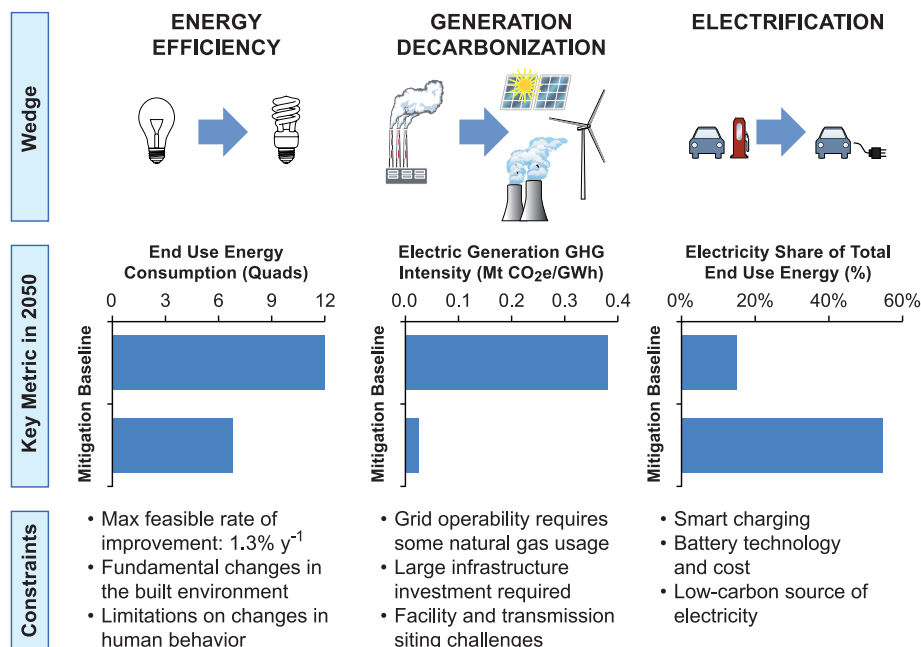 Wedge
ENERGY
EFFICIENCY
GENERATION
DECARBONIZATION
ELECTRIFICATION
Key Metric in 2050
End Use Energy
Consumption (Quads)
0 3 6 9 12
Mitigation Baseline
Electric Generation GHG
Intensity (Mt CO₂e/GWh)
0.0 0.1 0.2 0.3 0.4
Mitigation Baseline
Electricity Share of Total
End Use Energy (%)
0% 20% 40% 60%
Mitigation Baseline
Constraints
• Max feasible rate of
improvement: 1.3% y⁻¹
• Fundamental changes in
the built environment
• Limitations on changes in
human behavior
• Grid operability requires
some natural gas usage
• Large infrastructure
investment required
• Facility and transmission
siting challenges
• Smart charging
• Battery technology
and cost
• Low-carbon source of
electricity